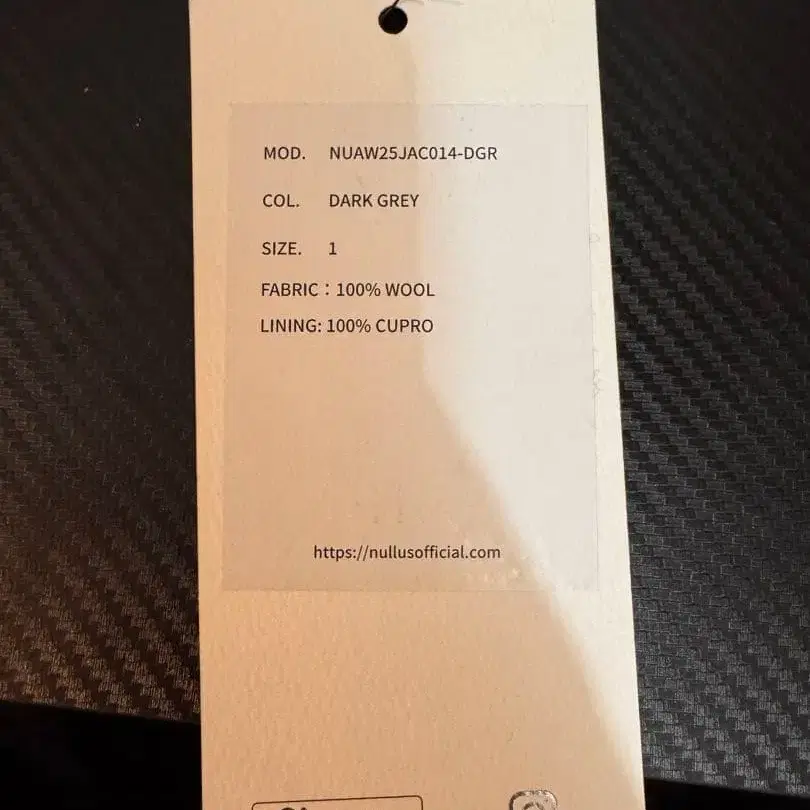 MOD. NUAW25JAC014-DGR
COL. DARK GREY
SIZE. 1
FABRIC : 100% WOOL
LINING: 100% CUPRO
https://nullusofficial.com